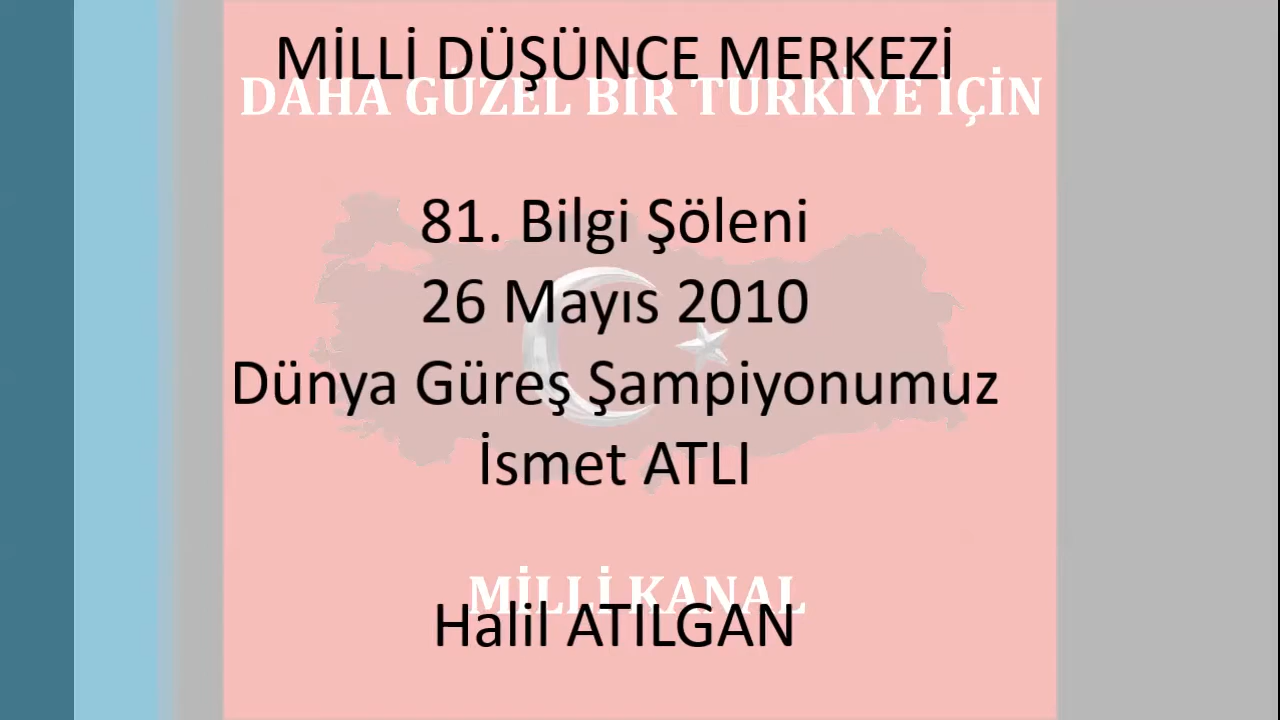 MİLLİ DÜŞÜNCE MERKEZİ
DAHA GÜZEL BİR TÜRKİYE İÇİN
81. Bilgi Şöleni
26 Mayıs 2010
Dünya Güreş Şampiyonumuz
İsmet ATLI
MİLLİ KANAL
Halil ATILGAN